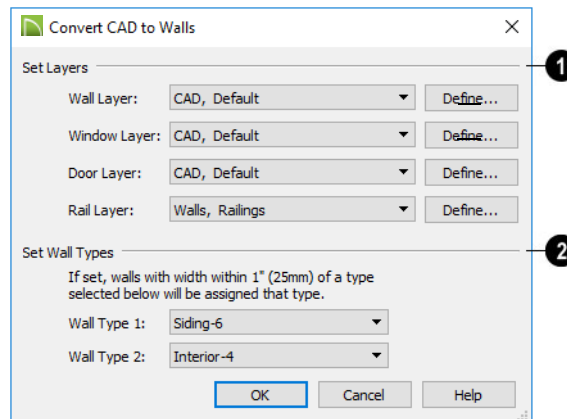 Convert CAD to Walls
Set Layers
1
Wall Layer: CAD, Default Define...
Window Layer: CAD, Default Define...
Door Layer: CAD, Default Define...
Rail Layer: Walls, Railings Define...
Set Wall Types
2
If set, walls with width within 1" (25mm) of a type
selected below will be assigned that type.
Wall Type 1: Siding-6
Wall Type 2: Interior-4
OK Cancel Help